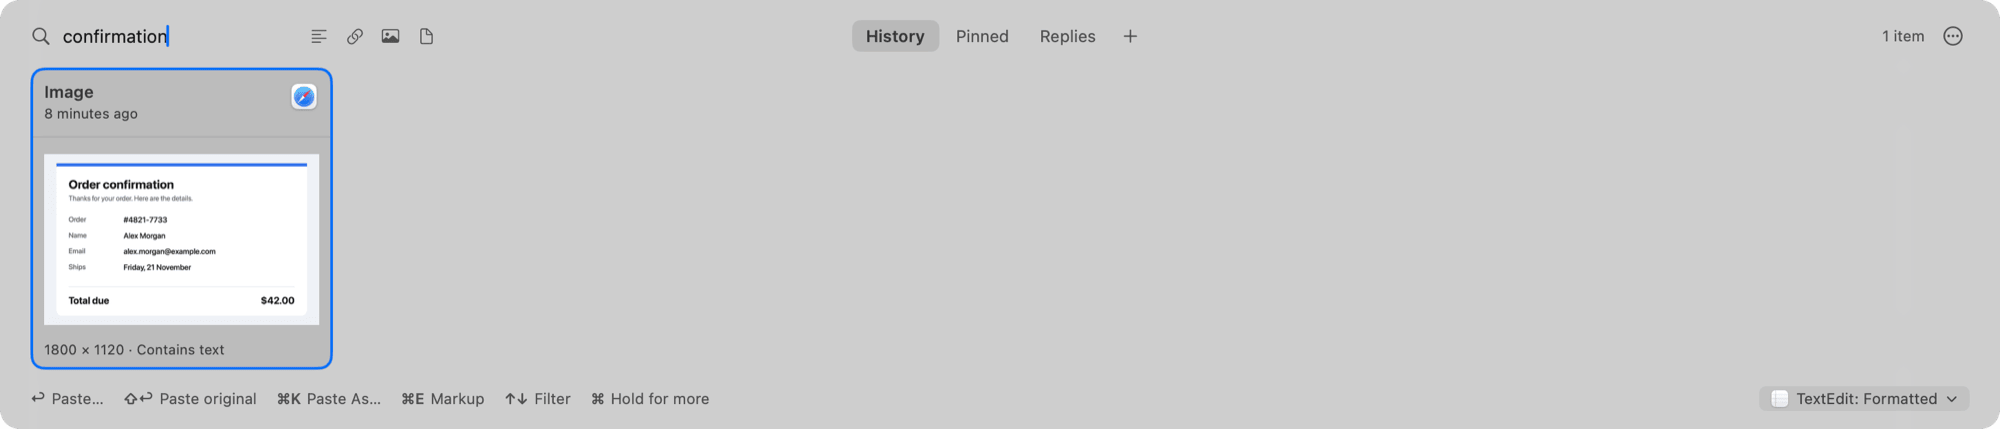 confirmation
History Pinned Replies
1 item
Image
8 minutes ago
Order confirmation
Thanks for your order. Here are the details.
Order #4821-7733
Name Alex Morgan
Email alex.morgan@example.com
Ships Friday, 21 November
Total due $42.00
1800 × 1120 · Contains text
↩ Paste... ⇧↩ Paste original ⌘K Paste As... ⌘E Markup ↑↓ Filter ⌘ Hold for more
TextEdit: Formatted